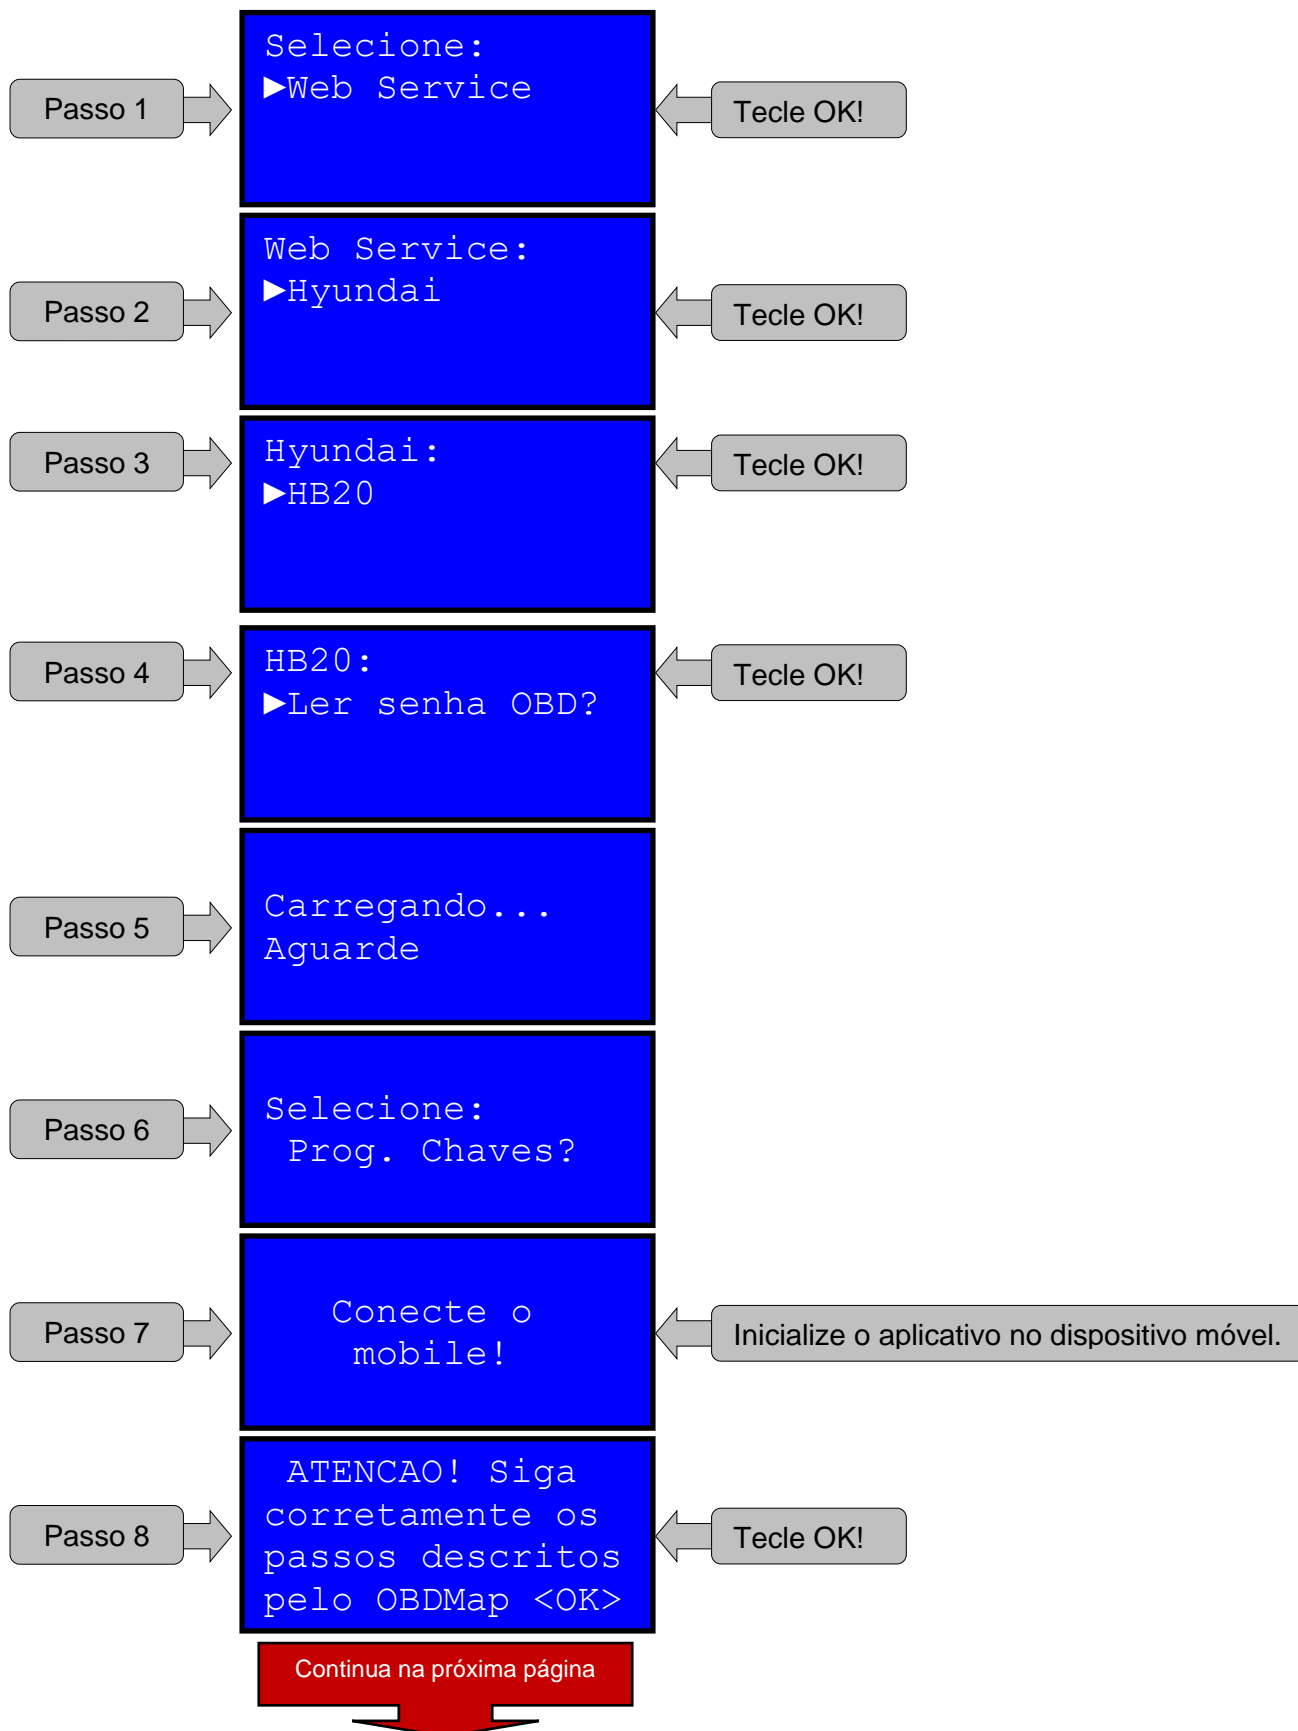 Selecione:
►Web Service
Passo 1
Tecle OK!
Web Service:
►Hyundai
Passo 2
Tecle OK!
Hyundai:
►HB20
Passo 3
Tecle OK!
HB20:
►Ler senha OBD?
Passo 4
Tecle OK!
Carregando...
Aguarde
Passo 5
Selecione:
Prog. Chaves?
Passo 6
Conecte o
mobile!
Passo 7
Inicialize o aplicativo no dispositivo móvel.
ATENCAO! Siga
corretamente os
passos descritos
pelo OBDMap <OK>
Passo 8
Tecle OK!
Continua na próxima página